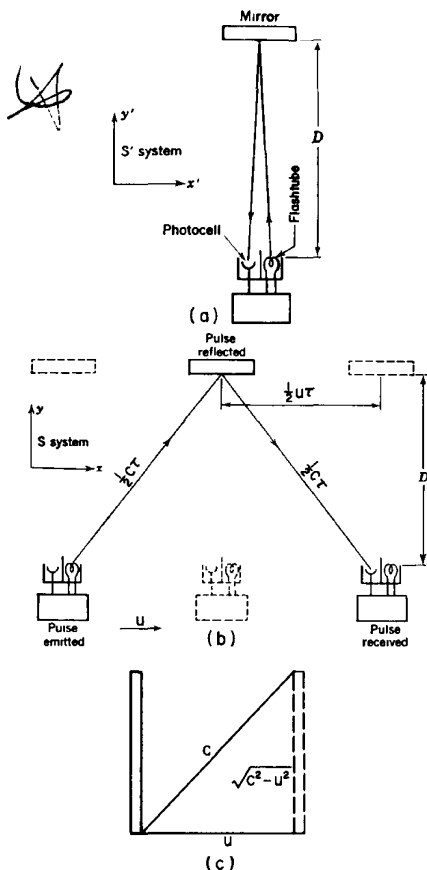 Mirror
y'
S' system
x'
D
Flashtube
Photocell
(a)
Pulse
reflected
½uτ
y
S system
x
½cτ
½cτ
D
Pulse
emitted
u
(b)
Pulse
received
c
√c²−u²
u
(c)